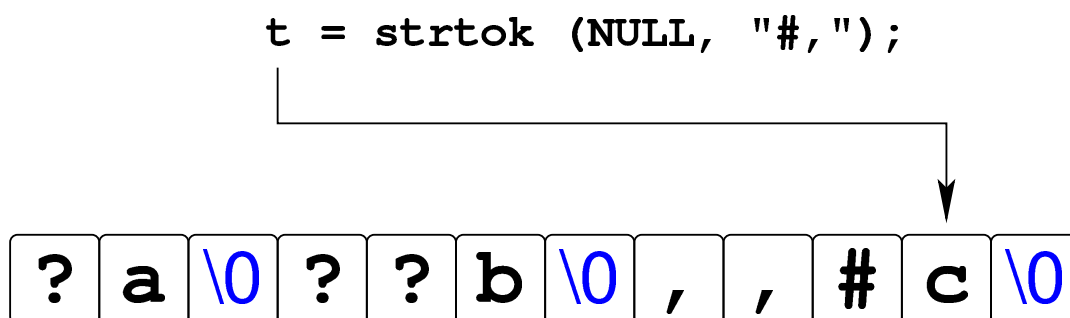 t = strtok (NULL, "#,");
? a \0 ? ? b \0 , , # c \0